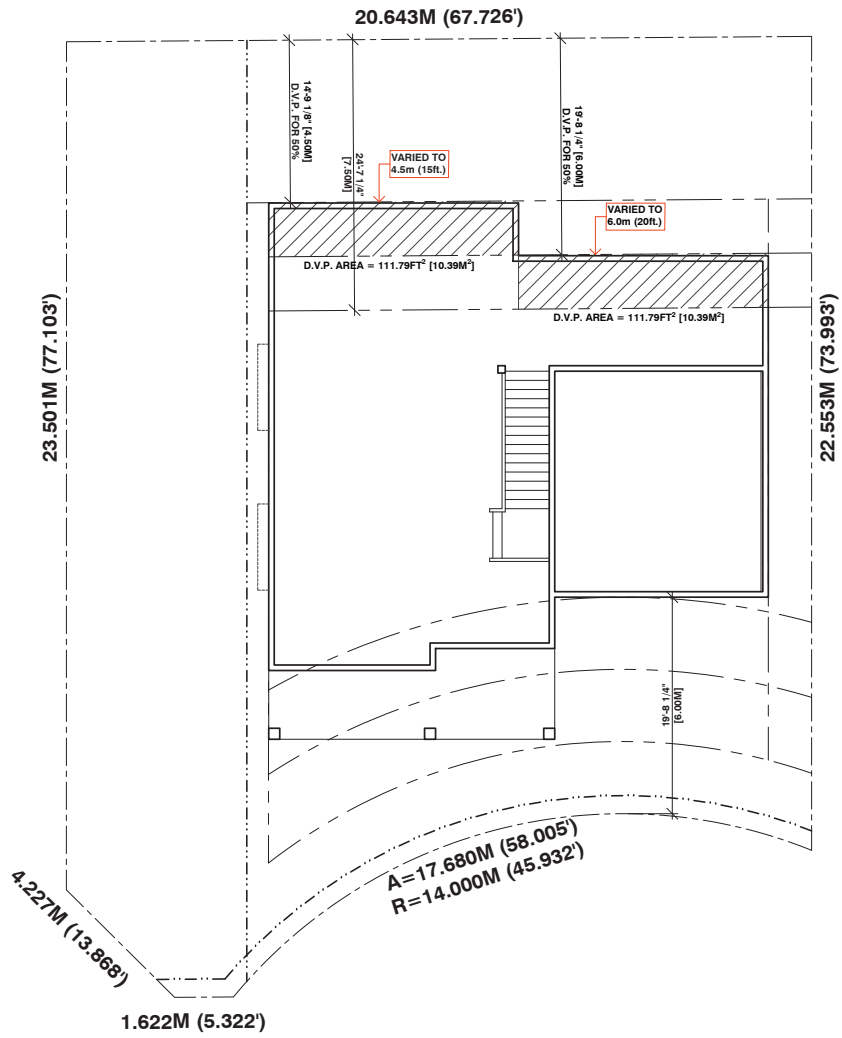 20.643M (67.726')
14'-9 1/8" [4.50M]
D.V.P. FOR 50%
24'-7 1/4"
[7.50M]
VARIED TO
4.5m (15ft.)
19'-8 1/4" [6.00M]
D.V.P. FOR 50%
VARIED TO
6.0m (20ft.)
D.V.P. AREA = 111.79FT² [10.39M²]
D.V.P. AREA = 111.79FT² [10.39M²]
23.501M (77.103')
22.553M (73.993')
19'-8 1/4"
[6.00M]
A=17.680M (58.005')
R=14.000M (45.932')
4.227M (13.868')
1.622M (5.322')